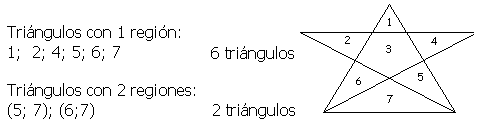 Triángulos con 1 región:
1;  2; 4; 5; 6; 7     6 triángulos
Triángulos con 2 regiones:
(5; 7); (6;7)     2 triángulos
1
2 3 4
6 5
7